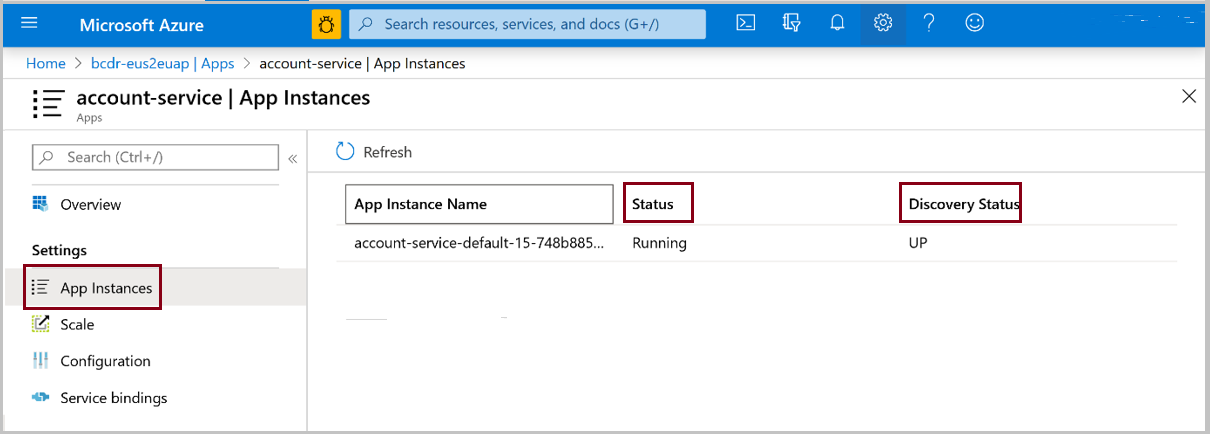 Microsoft Azure
Search resources, services, and docs (G+/)
Home > bcdr-eus2euap | Apps > account-service | App Instances
account-service | App Instances
Apps
Search (Ctrl+/)
«
Refresh
Overview
Settings
App Instances
Scale
Configuration
Service bindings
App Instance Name Status Discovery Status
account-service-default-15-748b885... Running UP